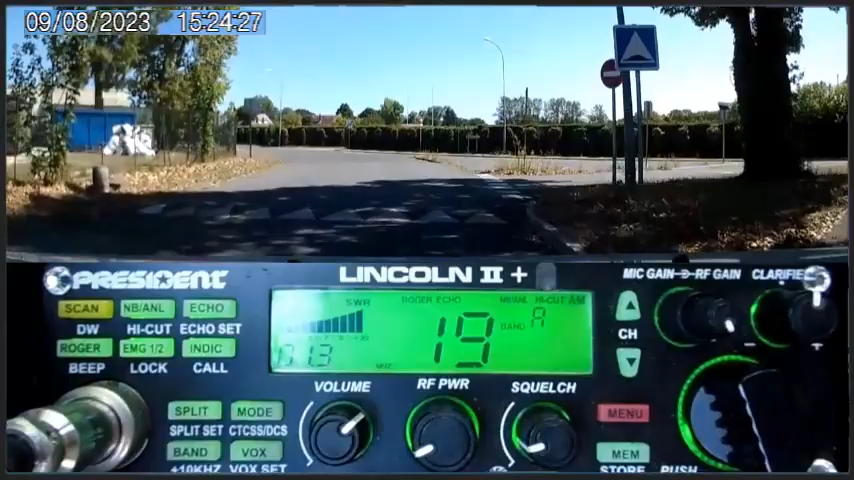 09/08/2023 15:24:27
PRESIDENT LINCOLN II + MIC GAIN RF GAIN CLARIFIER
SCAN NB/ANL ECHO
DW HI-CUT ECHO SET
ROGER EMG 1/2 INDIC
BEEP LOCK CALL
SWR ROGER ECHO NB/ANL HI-CUT AM
19 BAND A
CH
VOLUME RF PWR SQUELCH
SPLIT MODE
SPLIT SET CTCSS/DCS
BAND VOX
+10KHZ VOX SET
MENU
MEM
STORE PUSH